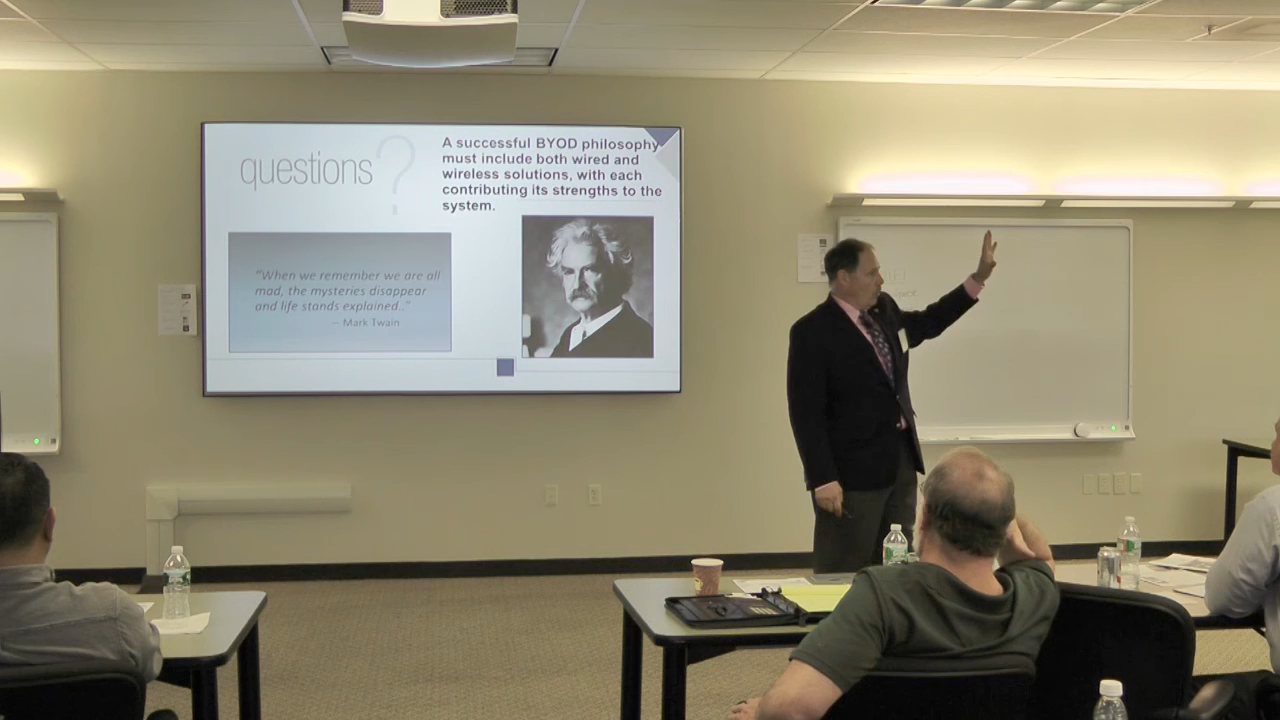 questions?
A successful BYOD philosophy
must include both wired and
wireless solutions, with each
contributing its strengths to the
system.
"When we remember we are all
mad, the mysteries disappear
and life stands explained.."
– Mark Twain